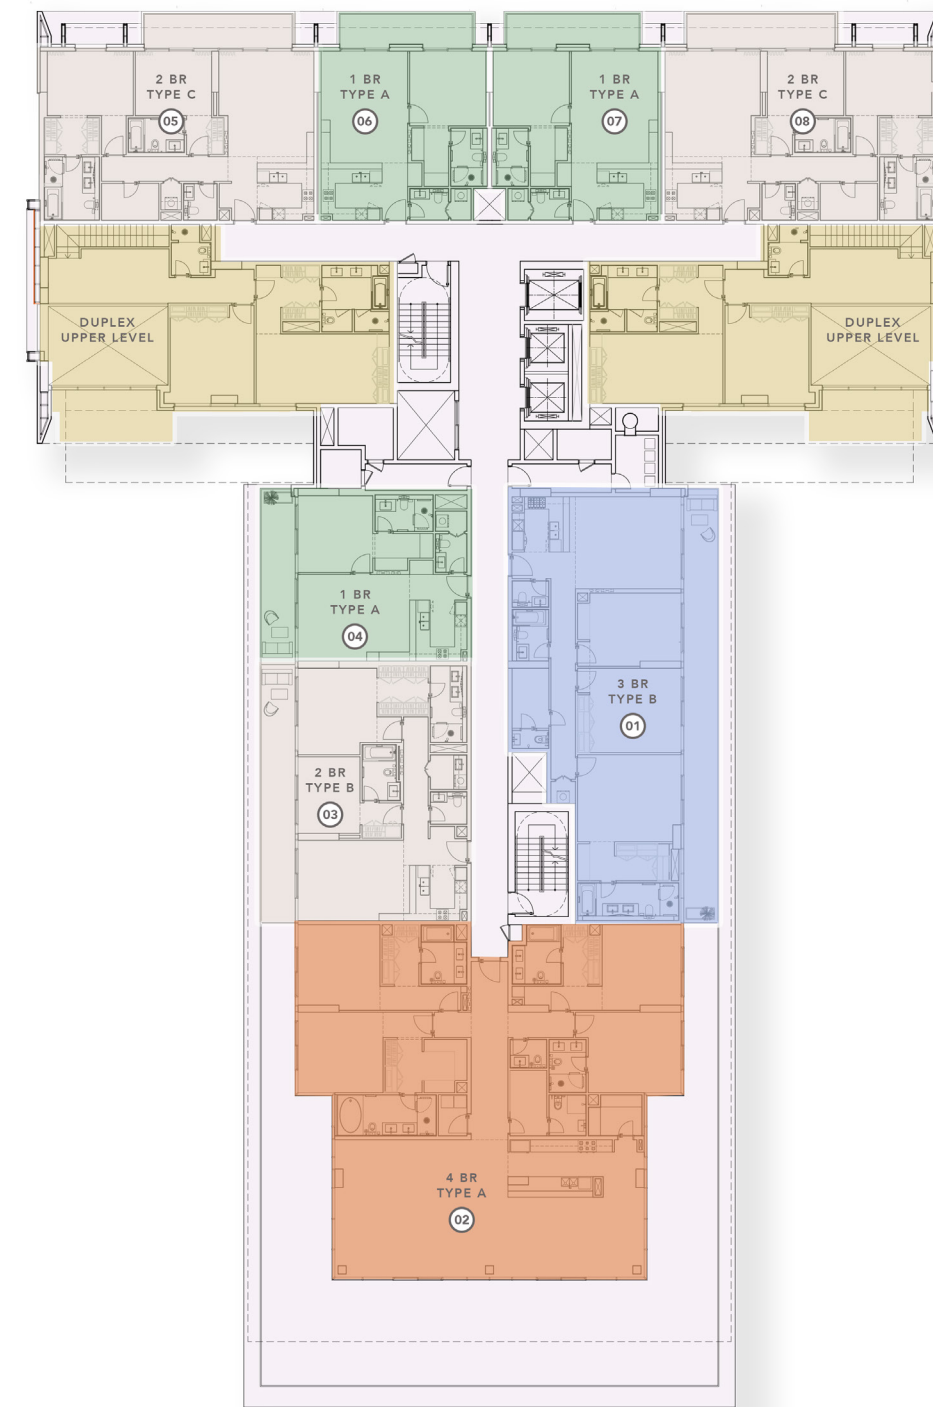 2 BR
TYPE C
05
1 BR
TYPE A
06
1 BR
TYPE A
07
2 BR
TYPE C
08
DUPLEX
UPPER LEVEL
DUPLEX
UPPER LEVEL
1 BR
TYPE A
04
3 BR
TYPE B
01
2 BR
TYPE B
03
4 BR
TYPE A
02